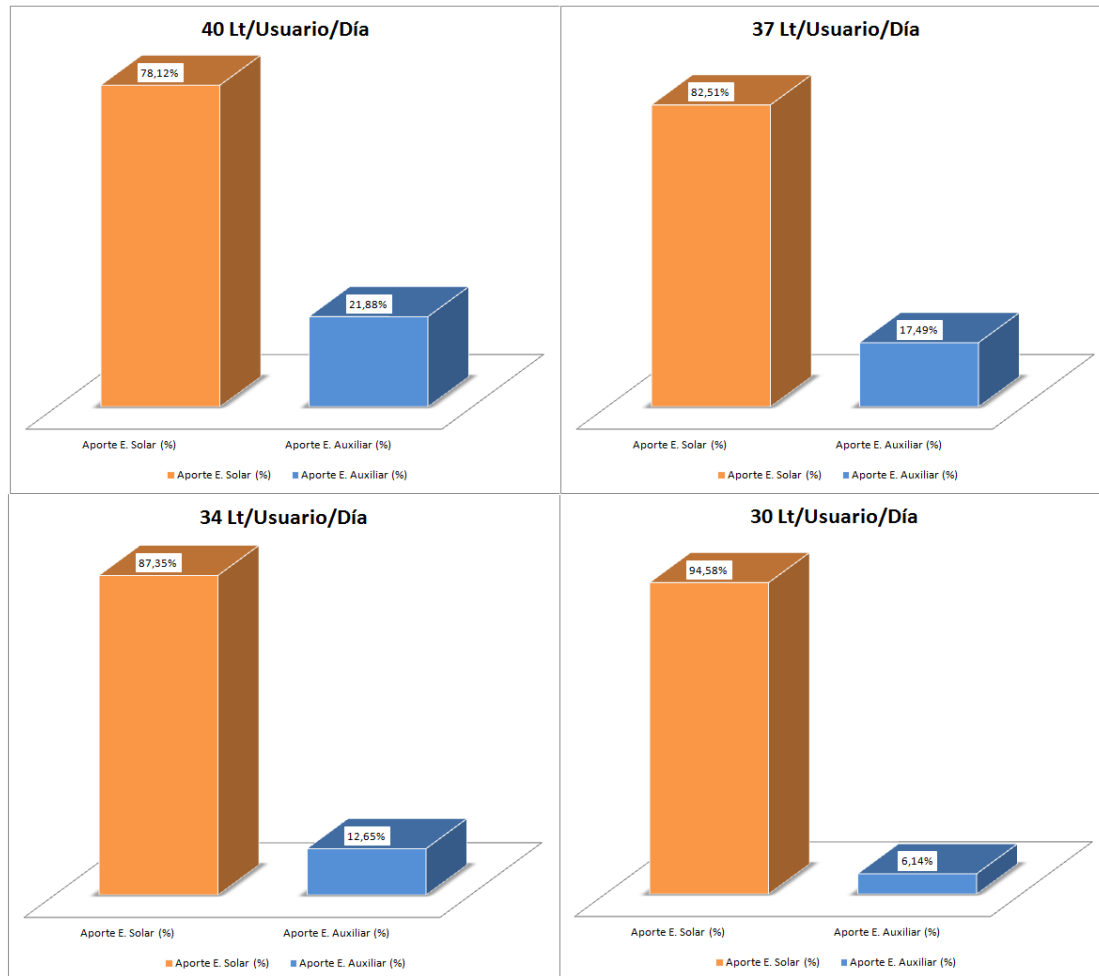 40 Lt/Usuario/Día
78,12%
21,88%
Aporte E. Solar (%) Aporte E. Auxiliar (%)
Aporte E. Solar (%) Aporte E. Auxiliar (%)
37 Lt/Usuario/Día
82,51%
17,49%
Aporte E. Solar (%) Aporte E. Auxiliar (%)
Aporte E. Solar (%) Aporte E. Auxiliar (%)
34 Lt/Usuario/Día
87,35%
12,65%
Aporte E. Solar (%) Aporte E. Auxiliar (%)
Aporte E. Solar (%) Aporte E. Auxiliar (%)
30 Lt/Usuario/Día
94,58%
6,14%
Aporte E. Solar (%) Aporte E. Auxiliar (%)
Aporte E. Solar (%) Aporte E. Auxiliar (%)